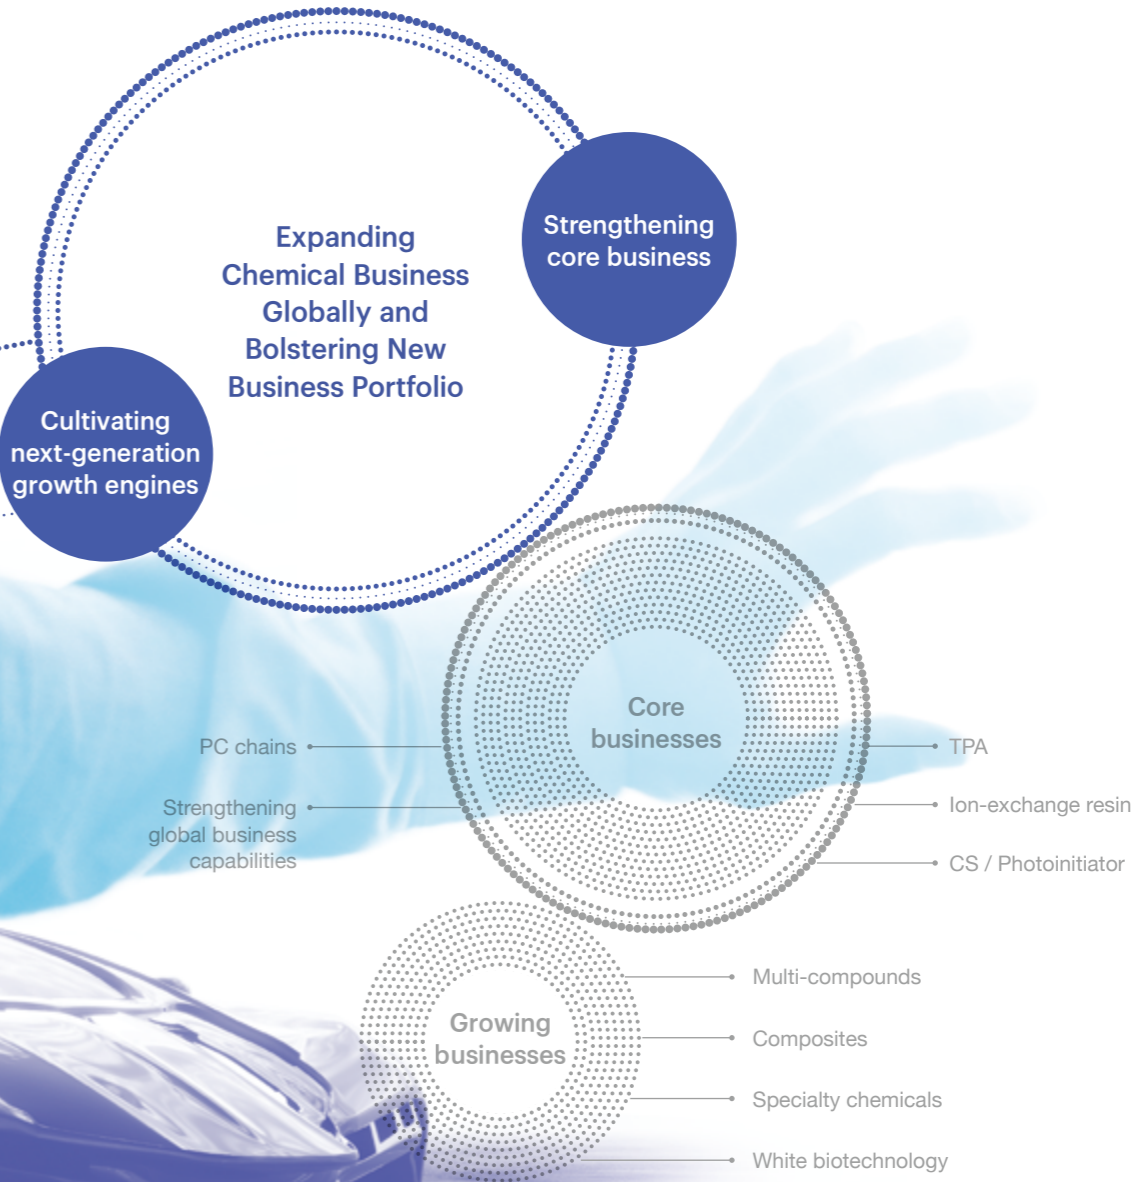 Expanding
Chemical Business
Globally and
Bolstering New
Business Portfolio
Strengthening
core business
Cultivating
next-generation
growth engines
Core
businesses
PC chains
Strengthening
global business
capabilities
TPA
Ion-exchange resin
CS / Photoinitiator
Growing
businesses
Multi-compounds
Composites
Specialty chemicals
White biotechnology